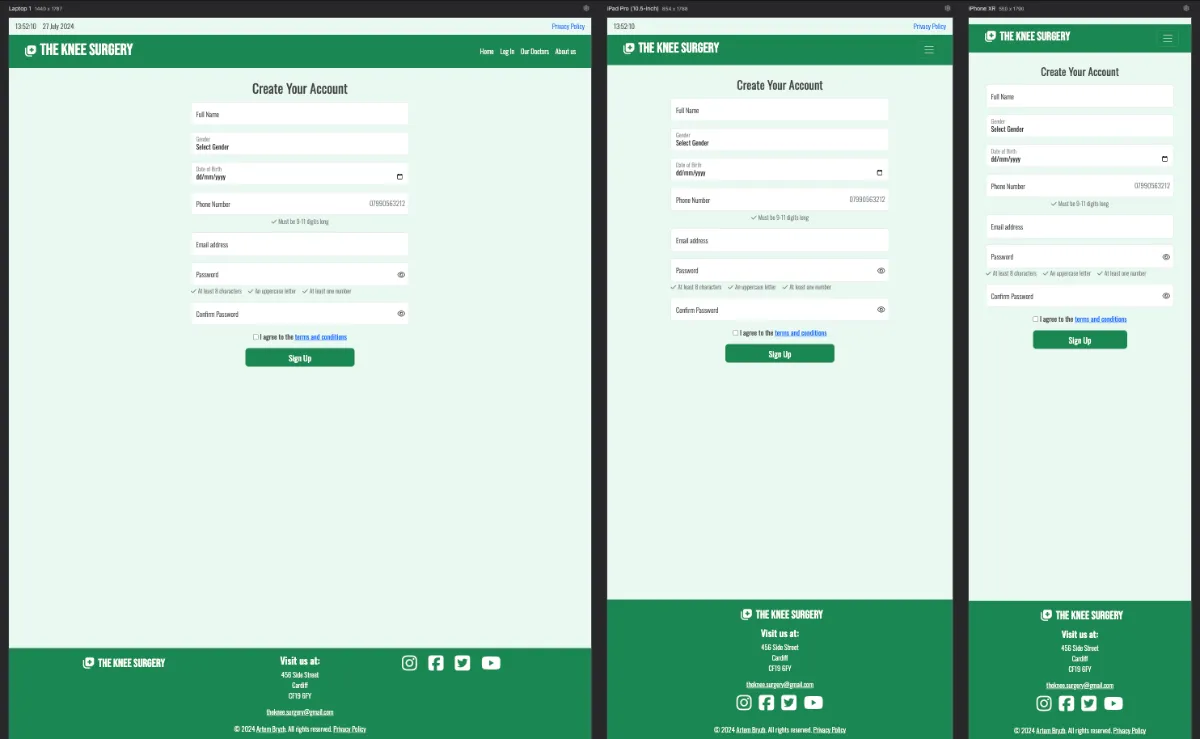 Laptop 1 1440 x 1787
13:52:10 27 July 2024 Privacy Policy
THE KNEE SURGERY
Home Log In Our Doctors About us
Create Your Account
Full Name
Gender
Select Gender
Date of Birth
dd/mm/yyyy
Phone Number 07990563212
Must be 9-11 digits long
Email address
Password
At least 8 characters An uppercase letter At least one number
Confirm Password
I agree to the terms and conditions
Sign Up
THE KNEE SURGERY
Visit us at:
456 Side Street
Cardiff
CF19 6FY
theknee.surgery@gmail.com
© 2024 Artem Bryzh. All rights reserved. Privacy Policy
iPad Pro (10.5-inch)
13:52:10 Privacy Policy
THE KNEE SURGERY
Create Your Account
Full Name
Gender
Select Gender
Date of Birth
dd/mm/yyyy
Phone Number 07990563212
Must be 9-11 digits long
Email address
Password
At least 8 characters An uppercase letter At least one number
Confirm Password
I agree to the terms and conditions
Sign Up
THE KNEE SURGERY
Visit us at:
456 Side Street
Cardiff
CF19 6FY
theknee.surgery@gmail.com
© 2024 Artem Bryzh. All rights reserved. Privacy Policy
iPhone XR
THE KNEE SURGERY
Create Your Account
Full Name
Gender
Select Gender
Date of Birth
dd/mm/yyyy
Phone Number 07990563212
Must be 9-11 digits long
Email address
Password
At least 8 characters An uppercase letter At least one number
Confirm Password
I agree to the terms and conditions
Sign Up
THE KNEE SURGERY
Visit us at:
456 Side Street
Cardiff
CF19 6FY
theknee.surgery@gmail.com
© 2024 Artem Bryzh. All rights reserved. Privacy Policy